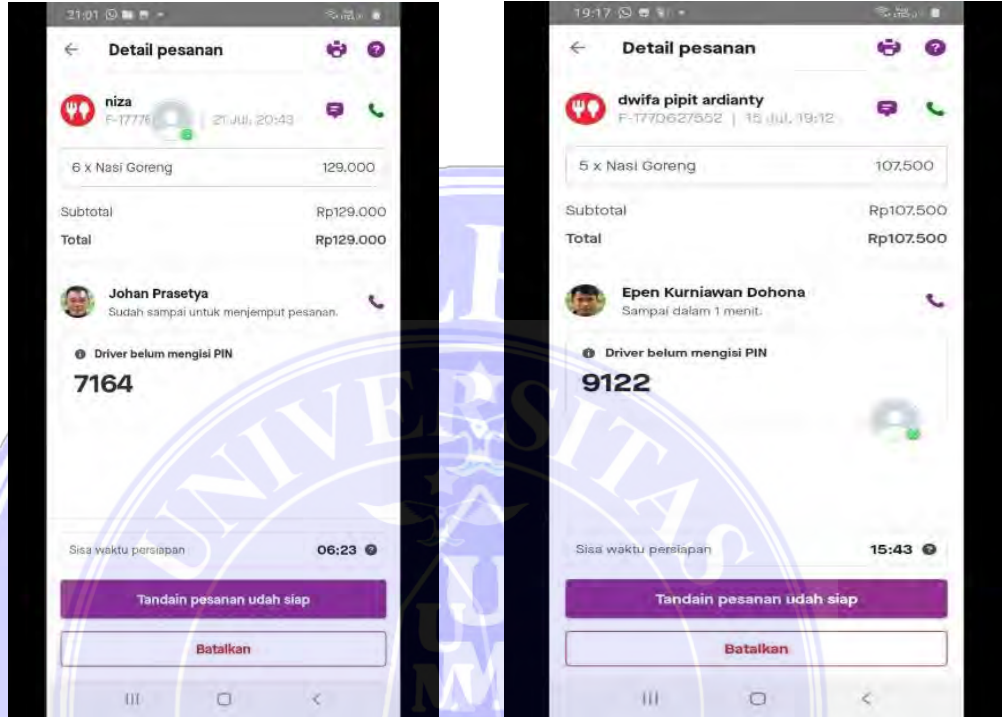 21:01
Detail pesanan
niza
F-17776 | 21 Jul, 20:43
6 x Nasi Goreng 129.000
Subtotal Rp129.000
Total Rp129.000
Johan Prasetya
Sudah sampai untuk menjemput pesanan.
Driver belum mengisi PIN
7164
Sisa waktu persiapan 06:23
Tandain pesanan udah siap
Batalkan
19:17
Detail pesanan
dwifa pipit ardianty
F-1770627552 | 15 Jul, 19:12
5 x Nasi Goreng 107.500
Subtotal Rp107.500
Total Rp107.500
Epen Kurniawan Dohona
Sampai dalam 1 menit.
Driver belum mengisi PIN
9122
Sisa waktu persiapan 15:43
Tandain pesanan udah siap
Batalkan
UNIVERSITAS